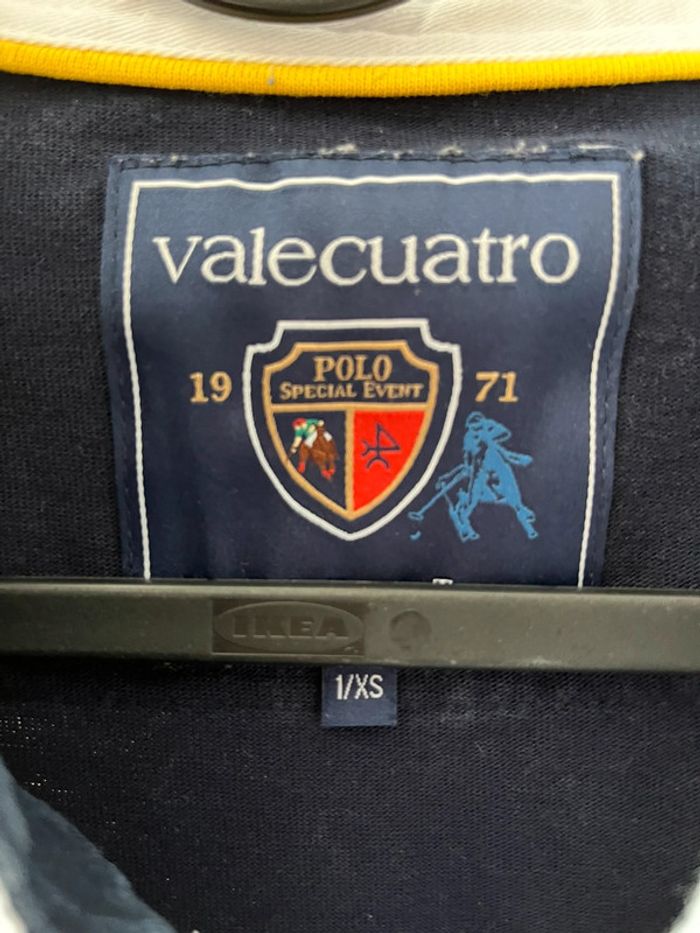 valecuatro
19 71
POLO
SPECIAL EVENT
IKEA
1/XS